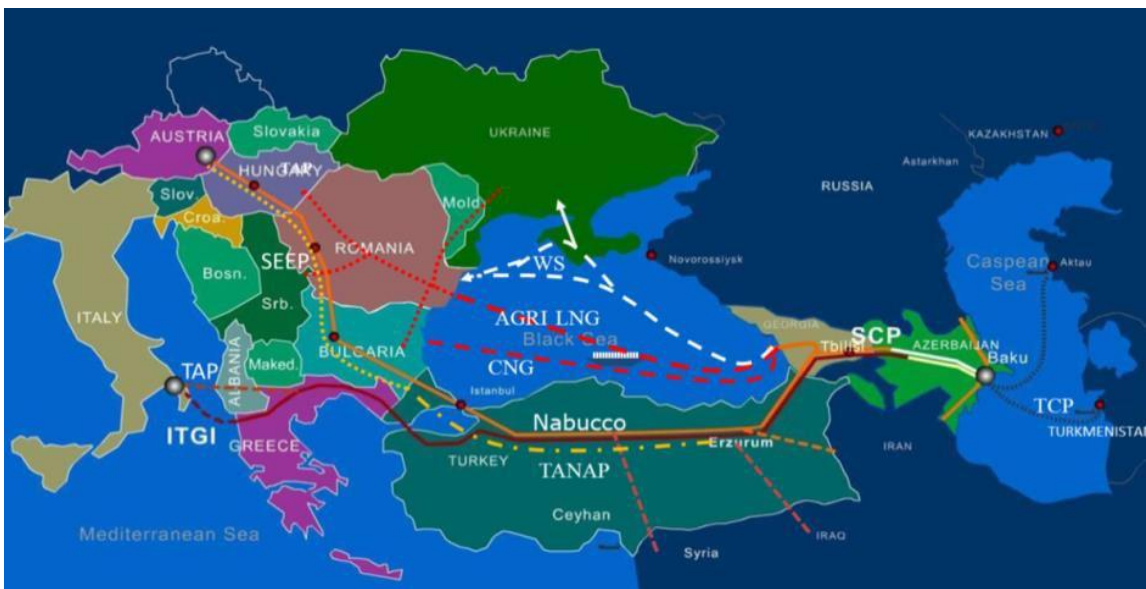 UKRAINE
AUSTRIA
Slovakia
KAZAKHSTAN
Astarkhan
HUNGARY
TAP
RUSSIA
Slov.
Mold
Croa.
ROMANIA
SEEP
Novorossiysk
WS
Caspean
Sea
Aktau
Bosn.
Srb.
ITALY
AGRI LNG
Black Sea
GEORGIA
SCP
Tbilisi
AZERBAIJAN
BULGARIA
CNG
Baku
Maked.
ALBANIA
TAP
Istanbul
TCP
Nabucco
TURKMENISTAN
ITGI
GREECE
Erzurum
IRAN
TURKEY
TANAP
Ceyhan
Mediterranean Sea
IRAQ
Syria